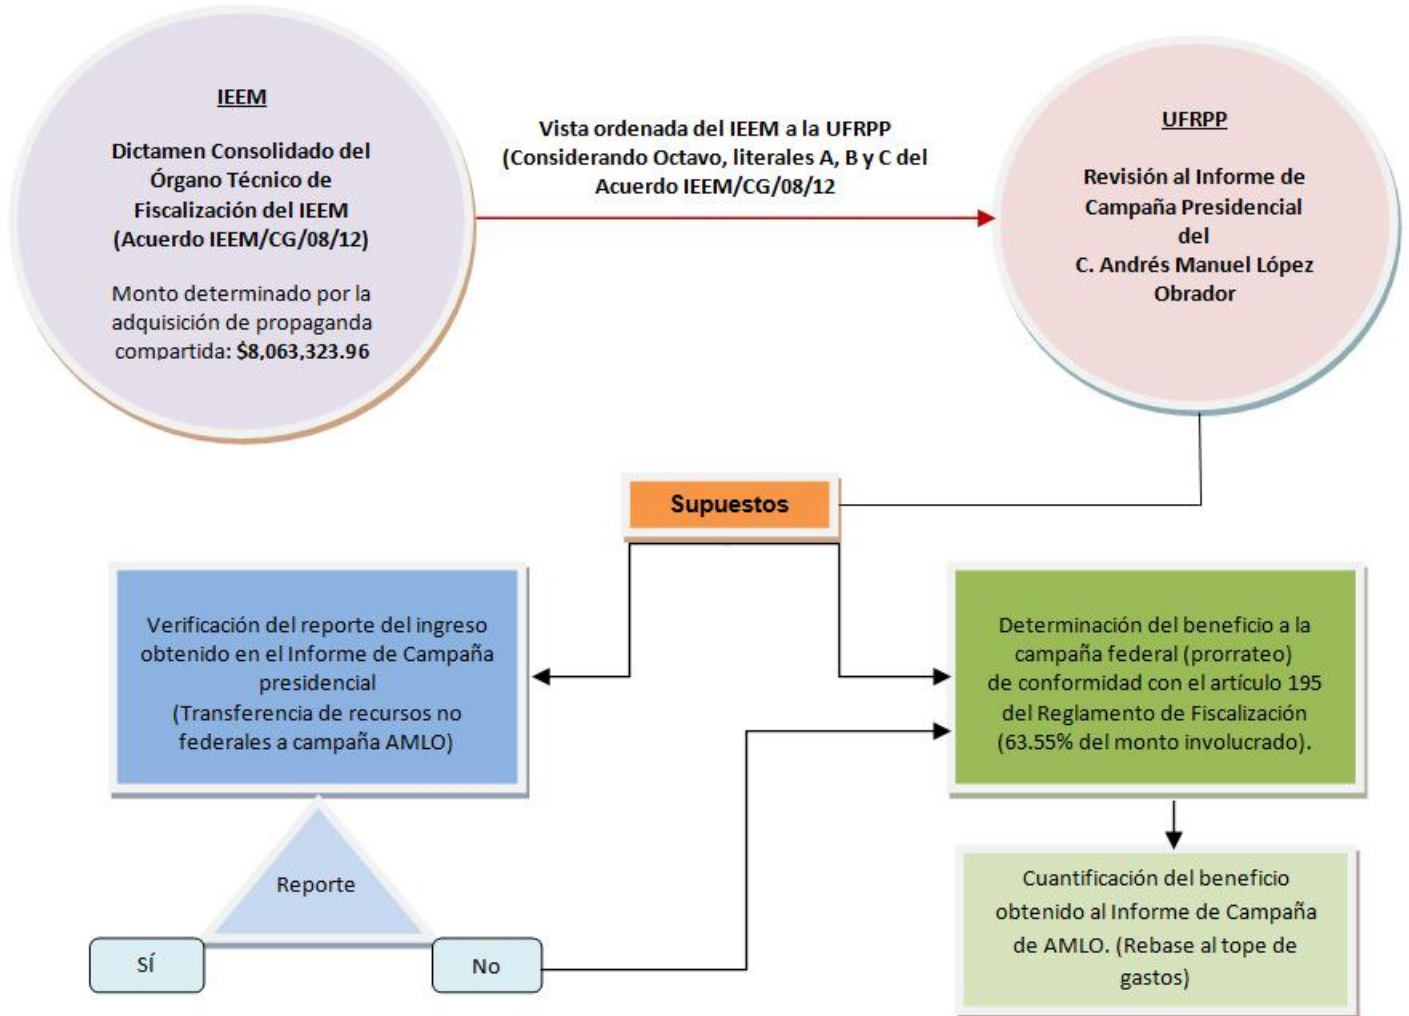 IEEM
Dictamen Consolidado del
Órgano Técnico de
Fiscalización del IEEM
(Acuerdo IEEM/CG/08/12)
Monto determinado por la
adquisición de propaganda
compartida: $8,063,323.96
Vista ordenada del IEEM a la UFRPP
(Considerando Octavo, literales A, B y C del
Acuerdo IEEM/CG/08/12
UFRPP
Revisión al Informe de
Campaña Presidencial
del
C. Andrés Manuel López
Obrador
Supuestos
Verificación del reporte del ingreso
obtenido en el Informe de Campaña
presidencial
(Transferencia de recursos no
federales a campaña AMLO)
Determinación del beneficio a la
campaña federal (prorrateo)
de conformidad con el artículo 195
del Reglamento de Fiscalización
(63.55% del monto involucrado).
Reporte
SÍ
No
Cuantificación del beneficio
obtenido al Informe de Campaña
de AMLO. (Rebase al tope de
gastos)